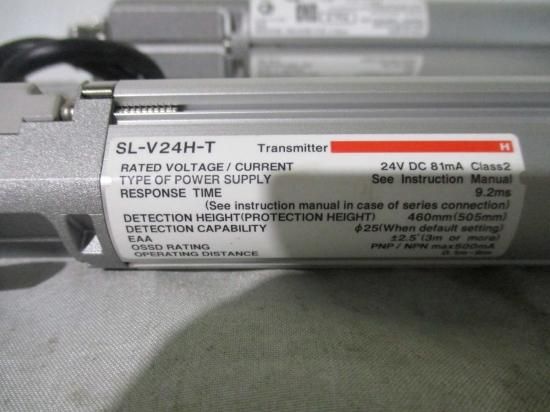 SL-V24H-T Transmitter H
RATED VOLTAGE / CURRENT 24V DC 81mA Class2
TYPE OF POWER SUPPLY See Instruction Manual
RESPONSE TIME 9.2ms
(See instruction manual in case of series connection)
DETECTION HEIGHT(PROTECTION HEIGHT) 460mm(505mm)
DETECTION CAPABILITY ϕ25(When default setting)
EAA ±2.5°(3m or more)
OSSD RATING PNP / NPN max500mA
OPERATING DISTANCE